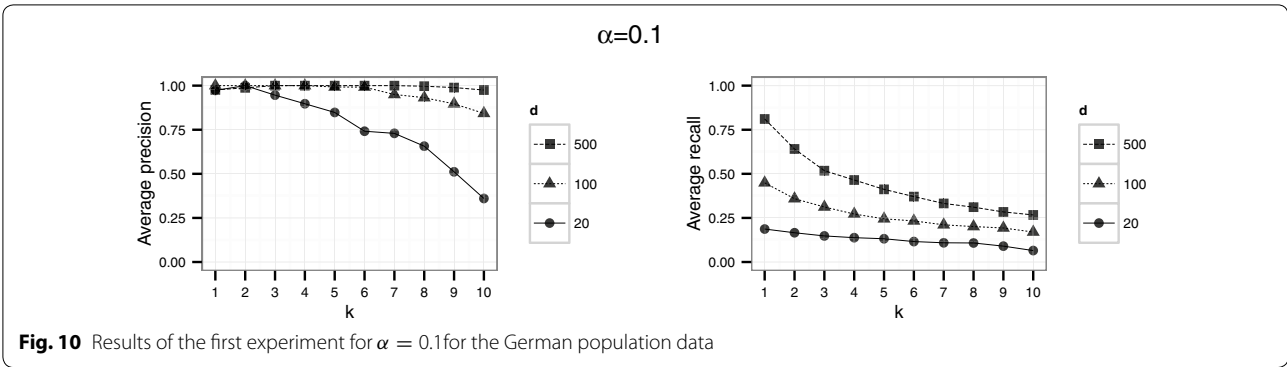 α=0.1
Average precision
1.00
0.75
0.50
0.25
0.00
1 2 3 4 5 6 7 8 9 10
k
d
500
100
20
Average recall
1.00
0.75
0.50
0.25
0.00
1 2 3 4 5 6 7 8 9 10
k
d
500
100
20
Fig. 10 Results of the first experiment for α = 0.1for the German population data